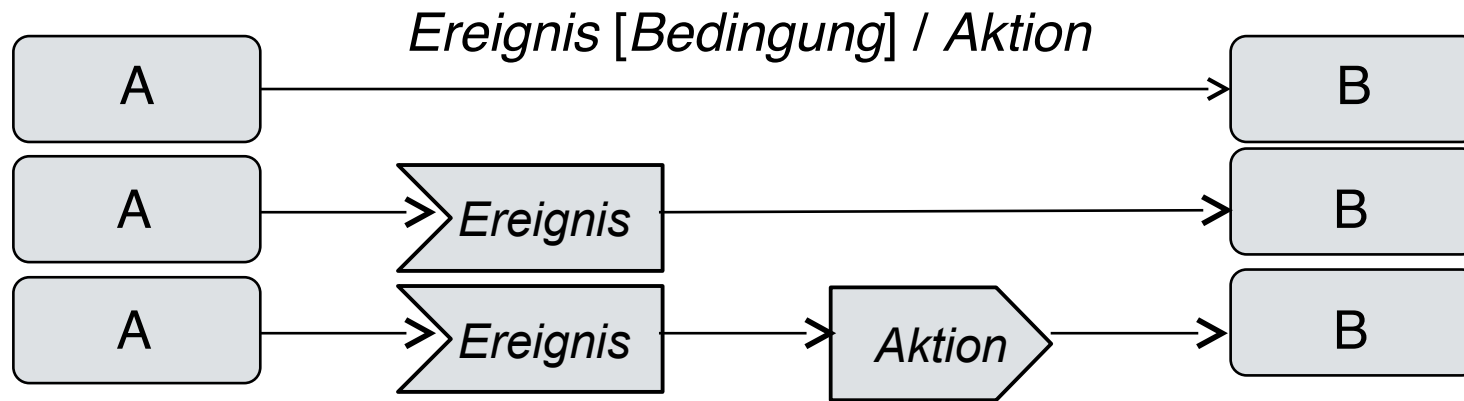 Ereignis [Bedingung] / Aktion
A B
A Ereignis B
A Ereignis Aktion B